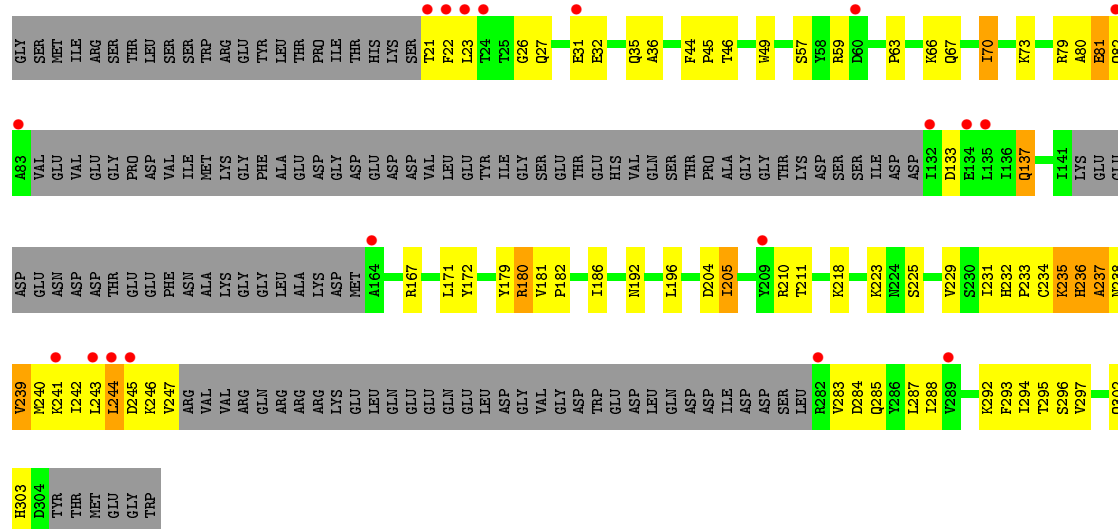 GLY SER MET ILE ARG SER THR LEU SER SER TRP ARG GLU TYR LEU THR PRO ILE THR HIS LYS SER T21 F22 L23 T24 T25 G26 Q27 E31 E32 Q35 A36 F44 P45 T46 W49 S57 Y58 R59 D60 P63 K66 Q67 I70 K73 R79 A80 E81 Q82
A83 VAL GLU VAL GLU GLY PRO ASP VAL ILE MET LYS GLY PHE ALA GLU ASP GLY ASP GLU ASP ASP VAL LEU GLU TYR ILE GLY SER GLU THR GLU HIS VAL GLN SER THR PRO ALA GLY GLY THR LYS ASP SER SER ILE ASP ASP I132 D133 E134 L135 I136 Q137 I141 LYS GLU GLU
ASP GLU ASN ASP ASP THR GLU GLU PHE ASN ALA LYS GLY GLY LEU ALA LYS ASP MET A164 R167 L171 Y172 Y179 R180 V181 P182 I186 N192 L196 D204 I205 Y209 R210 T211 K218 K223 N224 S225 V229 S230 I231 H232 P233 C234 K235 H236 A237 N238
V239 M240 K241 I242 L243 L244 D245 K246 V247 ARG VAL VAL ARG GLN ARG ARG ARG LYS GLU LEU GLN GLU GLU GLN GLU LEU ASP GLY VAL GLY ASP TRP GLU ASP LEU GLN ASP ASP ILE ASP ASP SER LEU R282 V283 D284 Q285 Y286 L287 I288 V289 K292 F293 I294 T295 S296 V297 Q302
H303 D304 TYR THR MET GLU GLY TRP